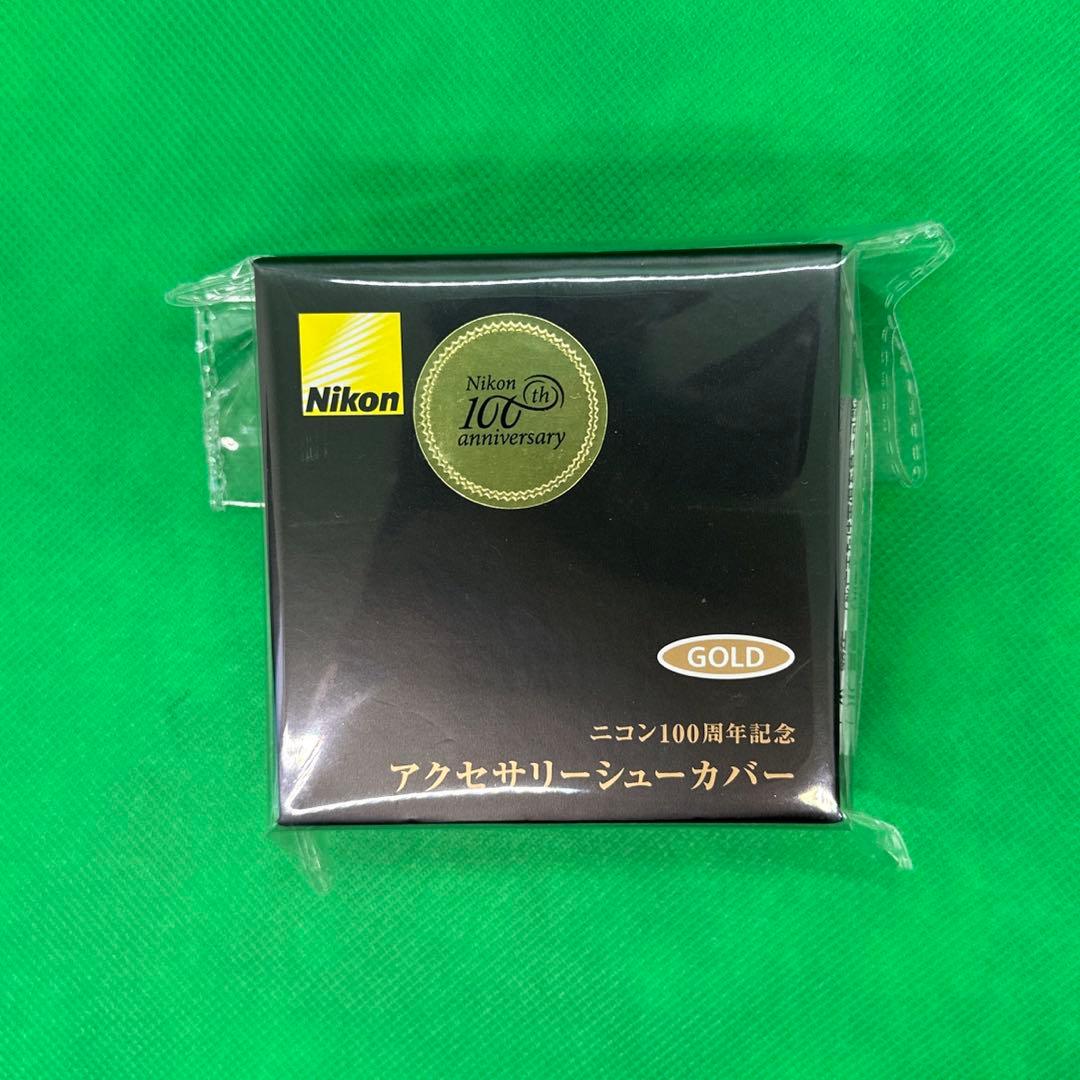 Nikon
Nikon
100th
anniversary
GOLD
ニコン100周年記念
アクセサリーシューカバー